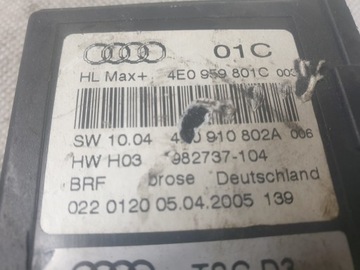 01C
HL Max+ 4E0 959 801C 003
SW 10.04 910 802A 006
HW H03 982737-104
BRF brose Deutschland
022 0120 05.04.2005 139